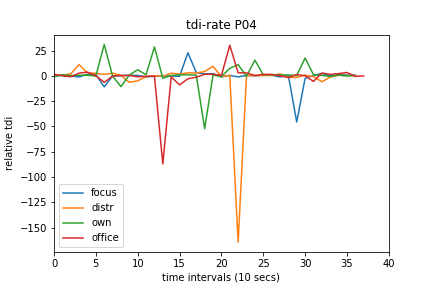 tdi-rate P04
relative tdi
25
0
−25
−50
−75
−100
−125
−150
focus
distr
own
office
0 5 10 15 20 25 30 35 40
time intervals (10 secs)